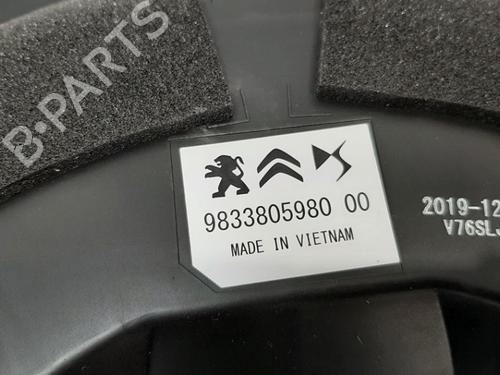 B-PARTS
9833805980 00
MADE IN VIETNAM
2019-12
V76SLJ